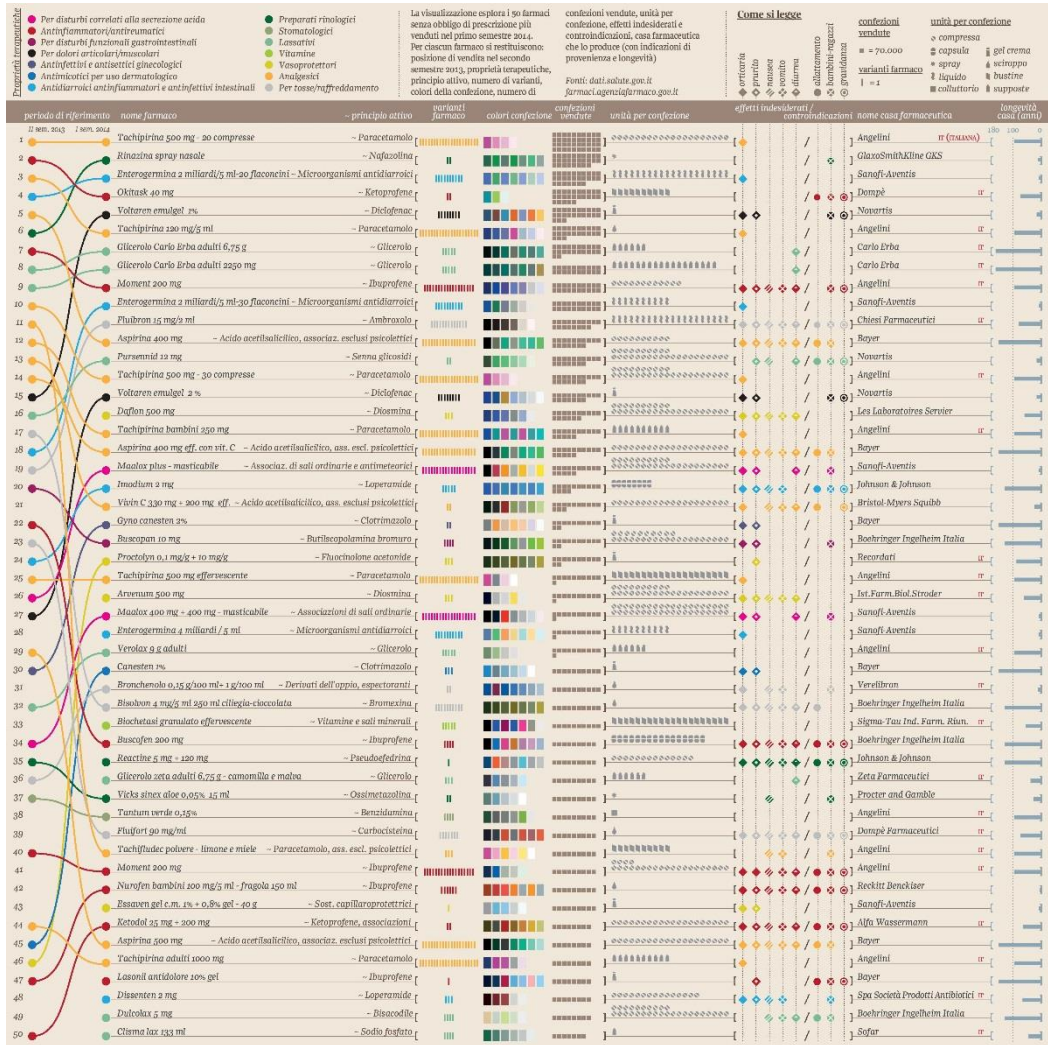 Proprietà terapeutiche
Per disturbi correlati alla secrezione acida
Antinfiammatori/antireumatici
Per disturbi funzionali gastrointestinali
Per dolori articolari/muscolari
Antinfettivi e antisettici ginecologici
Antimicotici per uso dermatologico
Antidiarroici antinfiammatori e antinfettivi intestinali
Preparati rinologici
Stomatologici
Lassativi
Vitamine
Vasoprotettori
Analgesici
Per tosse/raffreddamento
La visualizzazione esplora i 50 farmaci
senza obbligo di prescrizione più
venduti nel primo semestre 2014.
Per ciascun farmaco si restituiscono:
posizione di vendita nel secondo
semestre 2013, proprietà terapeutiche,
principio attivo, numero di varianti,
colori della confezione, numero di
confezioni vendute, unità per
confezione, effetti indesiderati e
controindicazioni, casa farmaceutica
che lo produce (con indicazioni di
provenienza e longevità)
Fonti: dati.salute.gov.it
farmaci.agenziafarmaco.gov.it
Come si legge
orticaria
prurito
nausea
vomito
diarrea
allattamento
bambini-ragazzi
gravidanza
confezioni
vendute
= 70.000
varianti farmaco
= 1
unità per confezione
compressa
capsula
spray
liquido
collutorio
gel crema
sciroppo
bustine
supposte
periodo di riferimento
nome farmaco
~ principio attivo
varianti
farmaco
colori confezione
confezioni
vendute
unità per confezione
effetti indesiderati /
controindicazioni
nome casa farmaceutica
longevità
casa (anni)
II sem. 2013 I sem. 2014
180 100 0
1 Tachipirina 500 mg - 20 compresse ~ Paracetamolo Angelini IT (ITALIANA)
2 Rinazina spray nasale ~ Nafazolina GlaxoSmithKline GKS
3 Enterogermina 2 miliardi/5 ml-20 flaconcini ~ Microorganismi antidiarroici Sanofi-Aventis
4 Okitask 40 mg ~ Ketoprofene Dompè IT
5 Voltaren emulgel 1% ~ Diclofenac Novartis
6 Tachipirina 120 mg/5 ml ~ Paracetamolo Angelini IT
7 Glicerolo Carlo Erba adulti 6,75 g ~ Glicerolo Carlo Erba IT
8 Glicerolo Carlo Erba adulti 2250 mg ~ Glicerolo Carlo Erba IT
9 Moment 200 mg ~ Ibuprofene Angelini IT
10 Enterogermina 2 miliardi/5 ml-30 flaconcini ~ Microorganismi antidiarroici Sanofi-Aventis
11 Fluibron 15 mg/2 ml ~ Ambroxolo Chiesi Farmaceutici IT
12 Aspirina 400 mg ~ Acido acetilsalicilico, associaz. esclusi psicolettici Bayer
13 Pursennid 12 mg ~ Senna glicosidi Novartis
14 Tachipirina 500 mg - 30 compresse ~ Paracetamolo Angelini IT
15 Voltaren emulgel 2 % ~ Diclofenac Novartis
16 Daflon 500 mg ~ Diosmina Les Laboratoires Servier
17 Tachipirina bambini 250 mg ~ Paracetamolo Angelini IT
18 Aspirina 400 mg eff. con vit. C ~ Acido acetilsalicilico, ass. escl. psicolettici Bayer
19 Maalox plus - masticabile ~ Associaz. di sali ordinarie e antimeteorici Sanofi-Aventis
20 Imodium 2 mg ~ Loperamide Johnson & Johnson
21 Vivin C 330 mg + 200 mg eff. ~ Acido acetilsalicilico, ass. esclusi psicolettici Bristol-Myers Squibb
22 Gyno canesten 2% ~ Clotrimazolo Bayer
23 Buscopan 10 mg ~ Butilscopolamina bromuro Boehringer Ingelheim Italia
24 Proctolyn 0,1 mg/g + 10 mg/g ~ Fluocinolone acetonide Recordati IT
25 Tachipirina 500 mg effervescente ~ Paracetamolo Angelini IT
26 Arvenum 500 mg ~ Diosmina Ist.Farm.Biol.Stroder IT
27 Maalox 400 mg + 400 mg - masticabile ~ Associazioni di sali ordinarie Sanofi-Aventis
28 Enterogermina 4 miliardi / 5 ml ~ Microorganismi antidiarroici Sanofi-Aventis
29 Verolax 9 g adulti ~ Glicerolo Angelini IT
30 Canesten 1% ~ Clotrimazolo Bayer
31 Bronchenolo 0,15 g/100 ml+ 1 g/100 ml ~ Derivati dell'oppio, espectoranti Verelibron IT
32 Bisolvon 4 mg/5 ml 250 ml ciliegia-cioccolata ~ Bromexina Boehringer Ingelheim Italia
33 Biochetasi granulato effervescente ~ Vitamine e sali minerali Sigma-Tau Ind. Farm. Riun. IT
34 Buscofen 200 mg ~ Ibuprofene Boehringer Ingelheim Italia
35 Reactine 5 mg + 120 mg ~ Pseudoefedrina Johnson & Johnson
36 Glicerolo zeta adulti 6,75 g - camomilla e malva ~ Glicerolo Zeta Farmaceutici IT
37 Vicks sinex aloe 0,05% 15 ml ~ Ossimetazolina Procter and Gamble
38 Tantum verde 0,15% ~ Benzidamina Angelini IT
39 Fluifort 90 mg/ml ~ Carbocisteina Dompè Farmaceutici IT
40 Tachifludec polvere - limone e miele ~ Paracetamolo, ass. escl. psicolettici Angelini IT
41 Moment 200 mg ~ Ibuprofene Angelini IT
42 Nurofen bambini 100 mg/5 ml - fragola 150 ml ~ Ibuprofene Reckitt Benckiser
43 Essaven gel c.m. 1% + 0,8% gel - 40 g ~ Sost. capillaroprotettrici Sanofi-Aventis
44 Ketodol 25 mg + 200 mg ~ Ketoprofene, associazioni Alfa Wassermann IT
45 Aspirina 500 mg ~ Acido acetilsalicilico, associaz. esclusi psicolettici Bayer
46 Tachipirina adulti 1000 mg ~ Paracetamolo Angelini IT
47 Lasonil antidolore 10% gel ~ Ibuprofene Bayer
48 Dissenten 2 mg ~ Loperamide Spa Società Prodotti Antibiotici IT
49 Dulcolax 5 mg ~ Bisacodile Boehringer Ingelheim Italia
50 Clisma lax 133 ml ~ Sodio fosfato Sofar IT